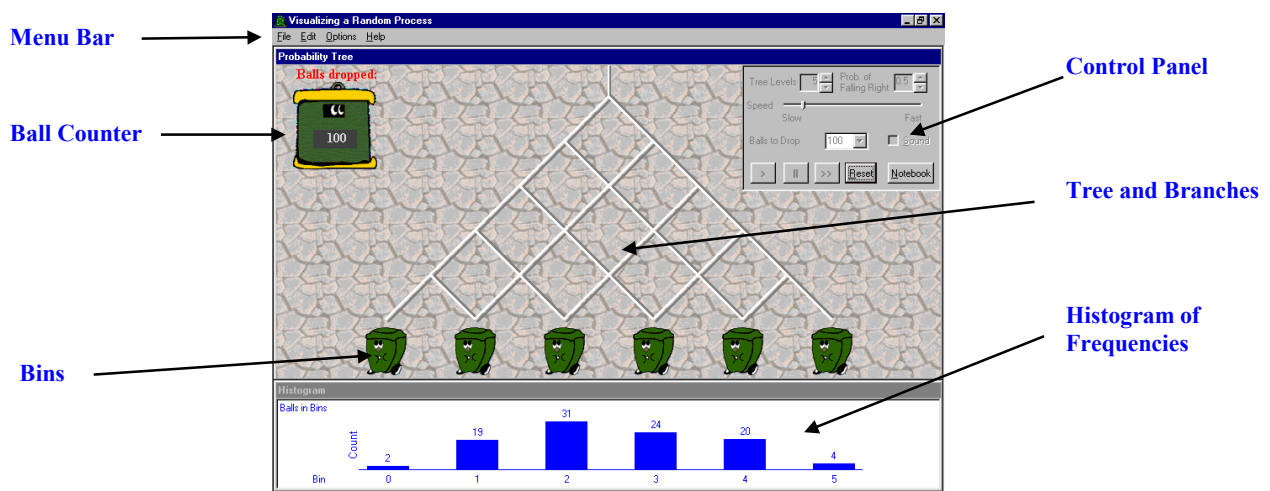 Visualizing a Random Process
File Edit Options Help
Menu Bar
Probability Tree
Balls dropped:
100
Ball Counter
Tree Levels 5 Prob. of Falling Right 0.5
Speed
Slow Fast
Balls to Drop 100 Sound
> II >> Reset Notebook
Control Panel
Tree and Branches
Histogram of
Frequencies
Bins
Histogram
Balls in Bins
Count
2 19 31 24 20 4
Bin 0 1 2 3 4 5